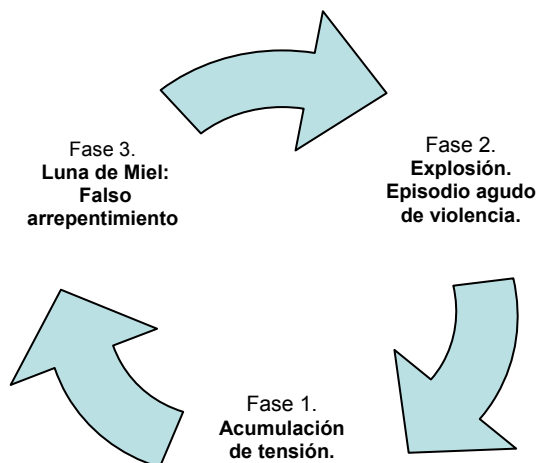 Fase 3.
Luna de Miel:
Falso
arrepentimiento
Fase 2.
Explosión.
Episodio agudo
de violencia.
Fase 1.
Acumulación
de tensión.